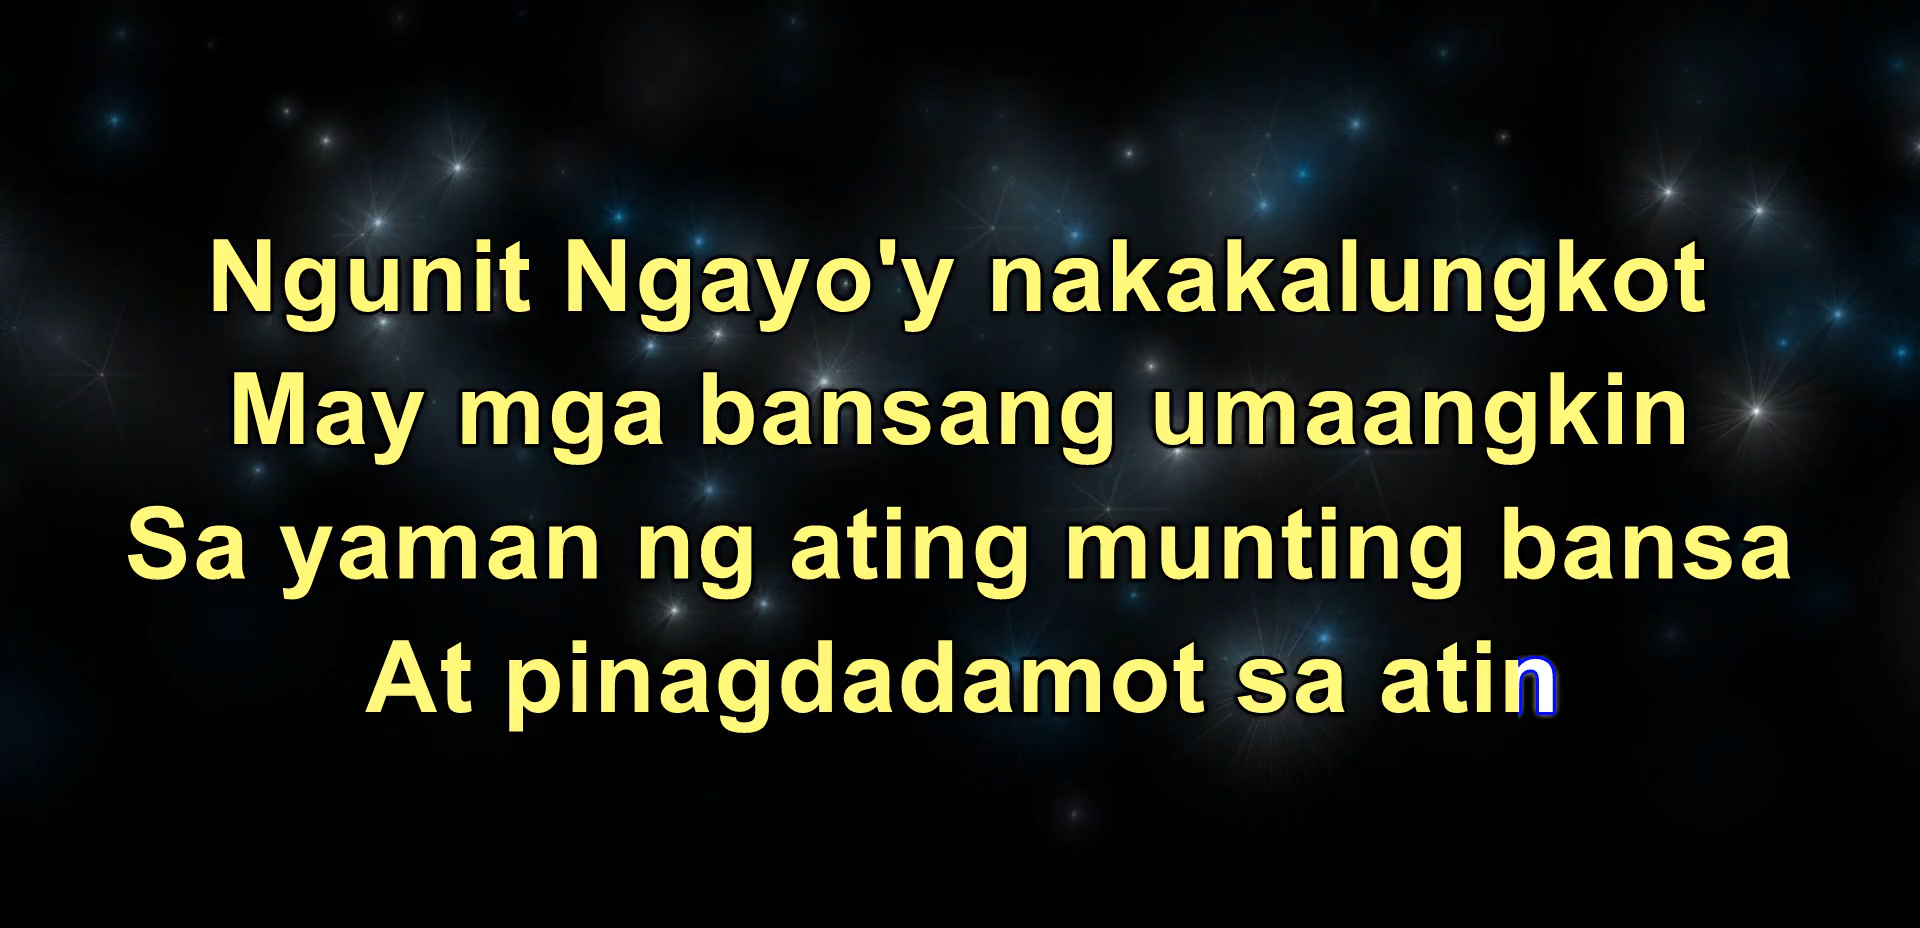 Ngunit Ngayo'y nakakalungkot
May mga bansang umaangkin
Sa yaman ng ating munting bansa
At pinagdadamot sa atin